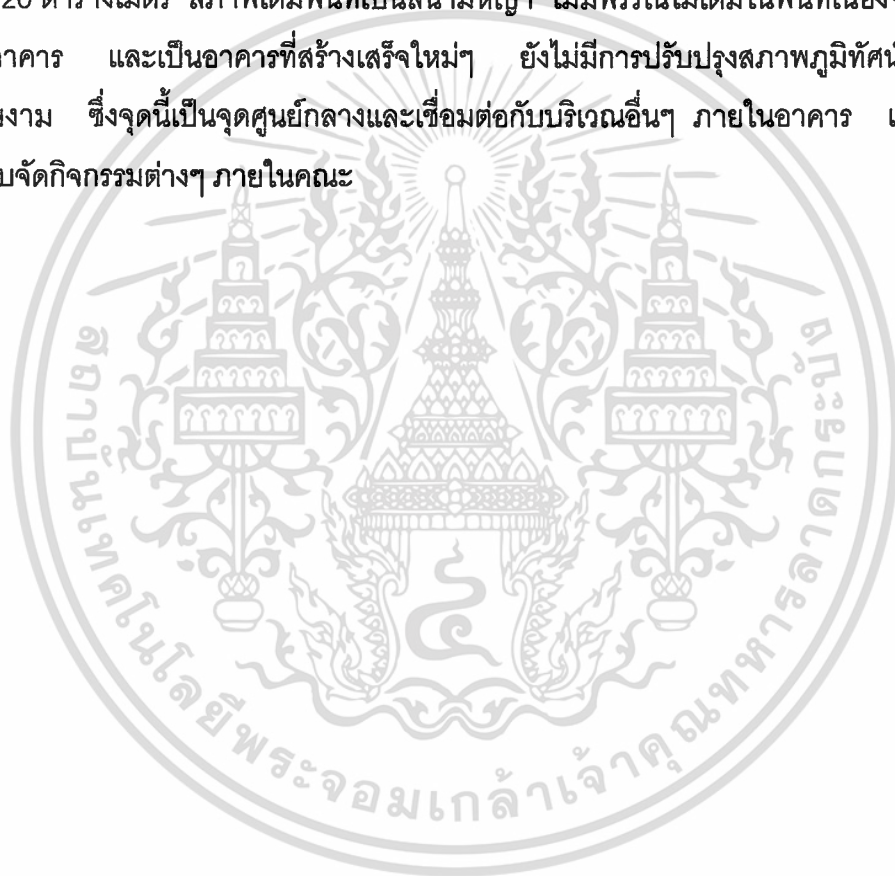 20 ตารางเมตร สภาพเดิมพื้นที่เป็นสนามหญ้า ไม่มีพรรณไม้เดิมในพื้นที่เนื่อง
อาคาร และเป็นอาคารที่สร้างเสร็จใหม่ๆ ยังไม่มีการปรับปรุงสภาพภูมิทัศน์
งาม ซึ่งจุดนี้เป็นจุดศูนย์กลางและเชื่อมต่อกับบริเวณอื่นๆ ภายในอาคาร
บจัดกิจกรรมต่างๆ ภายในคณะ
สถาบันเทคโนโลยีพระจอมเกล้าเจ้าคุณทหารลาดกระบัง